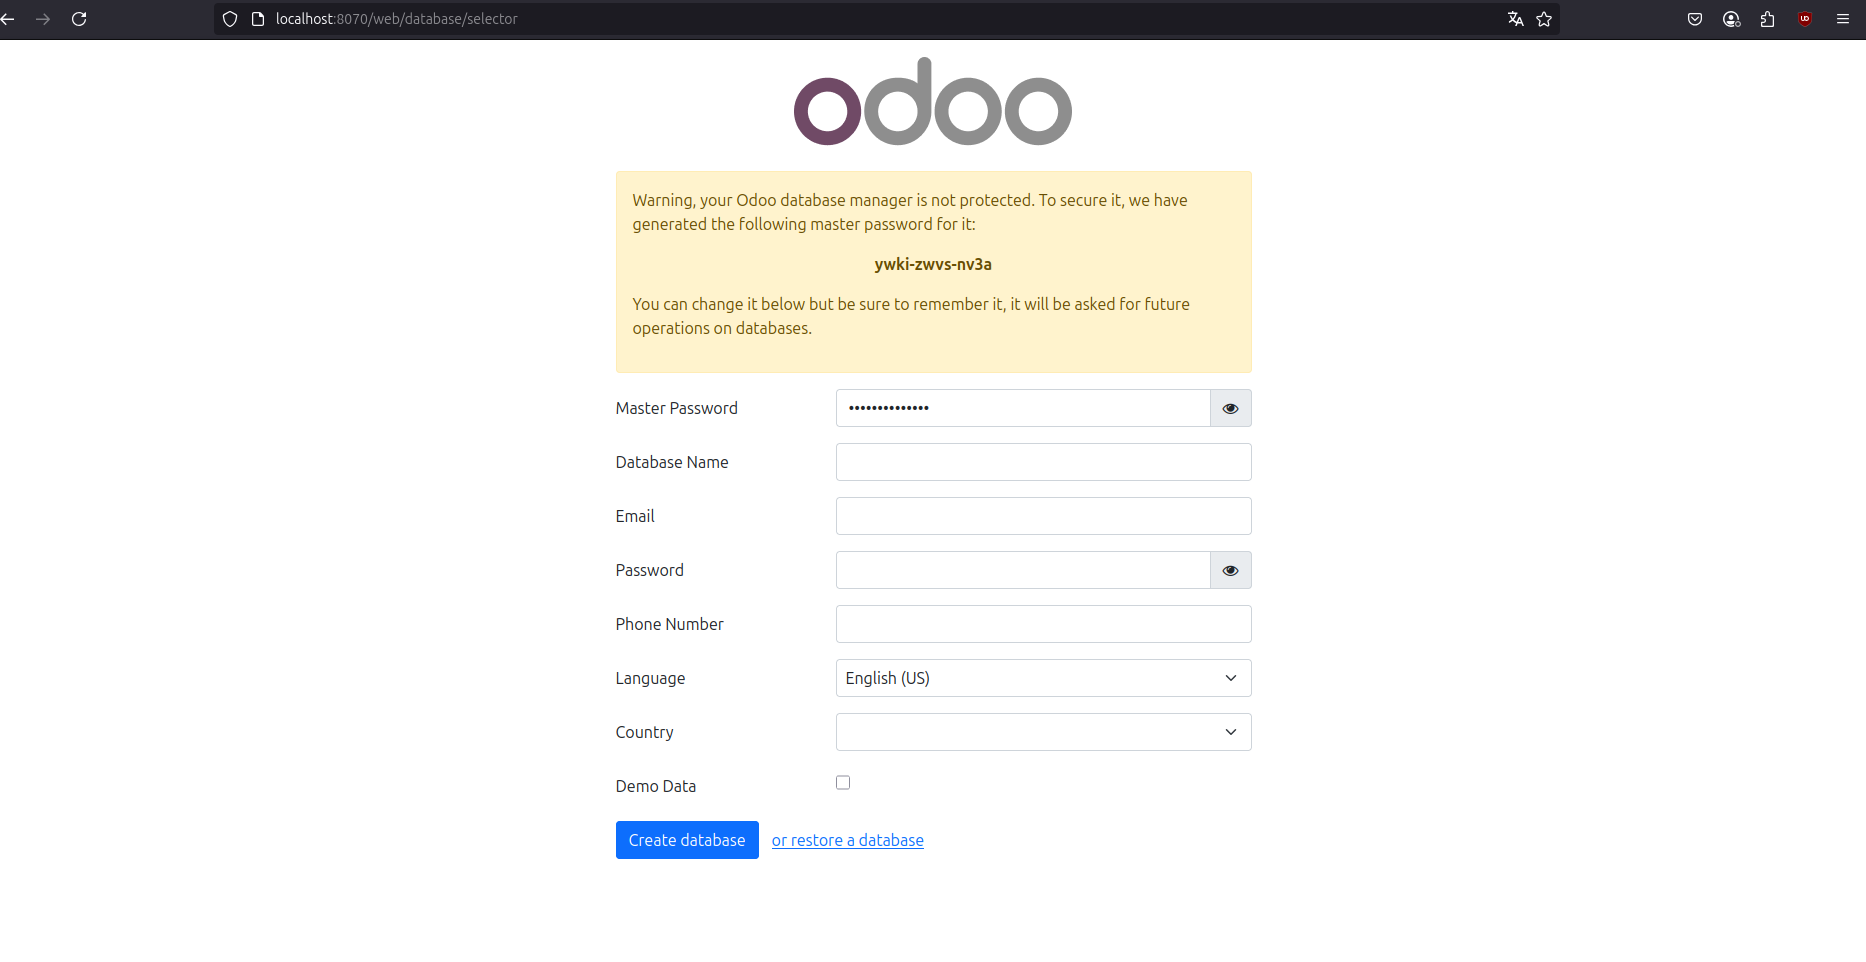 localhost:8070/web/database/selector
odoo
Warning, your Odoo database manager is not protected. To secure it, we have
generated the following master password for it:
ywki-zwvs-nv3a
You can change it below but be sure to remember it, it will be asked for future
operations on databases.
Master Password ••••••••••••••
Database Name
Email
Password
Phone Number
Language English (US)
Country
Demo Data
Create database or restore a database